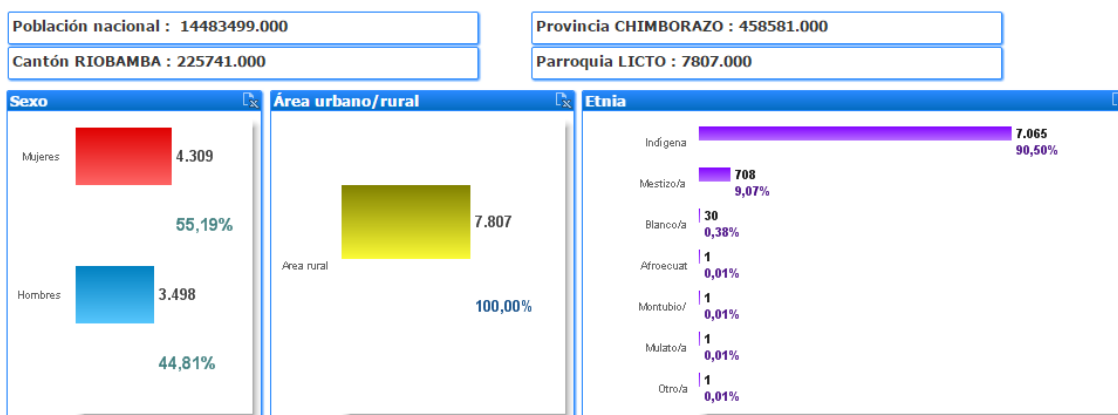 Población nacional : 14483499.000
Provincia CHIMBORAZO : 458581.000
Cantón RIOBAMBA : 225741.000
Parroquia LICTO : 7807.000
Sexo
Mujeres
4.309
55,19%
Hombres
3.498
44,81%
Área urbano/rural
Area rural
7.807
100,00%
Etnia
Indígena
7.065
90,50%
Mestizo/a
708
9,07%
Blanco/a
30
0,38%
Afroecuat
1
0,01%
Montubio/
1
0,01%
Mulato/a
1
0,01%
Otro/a
1
0,01%